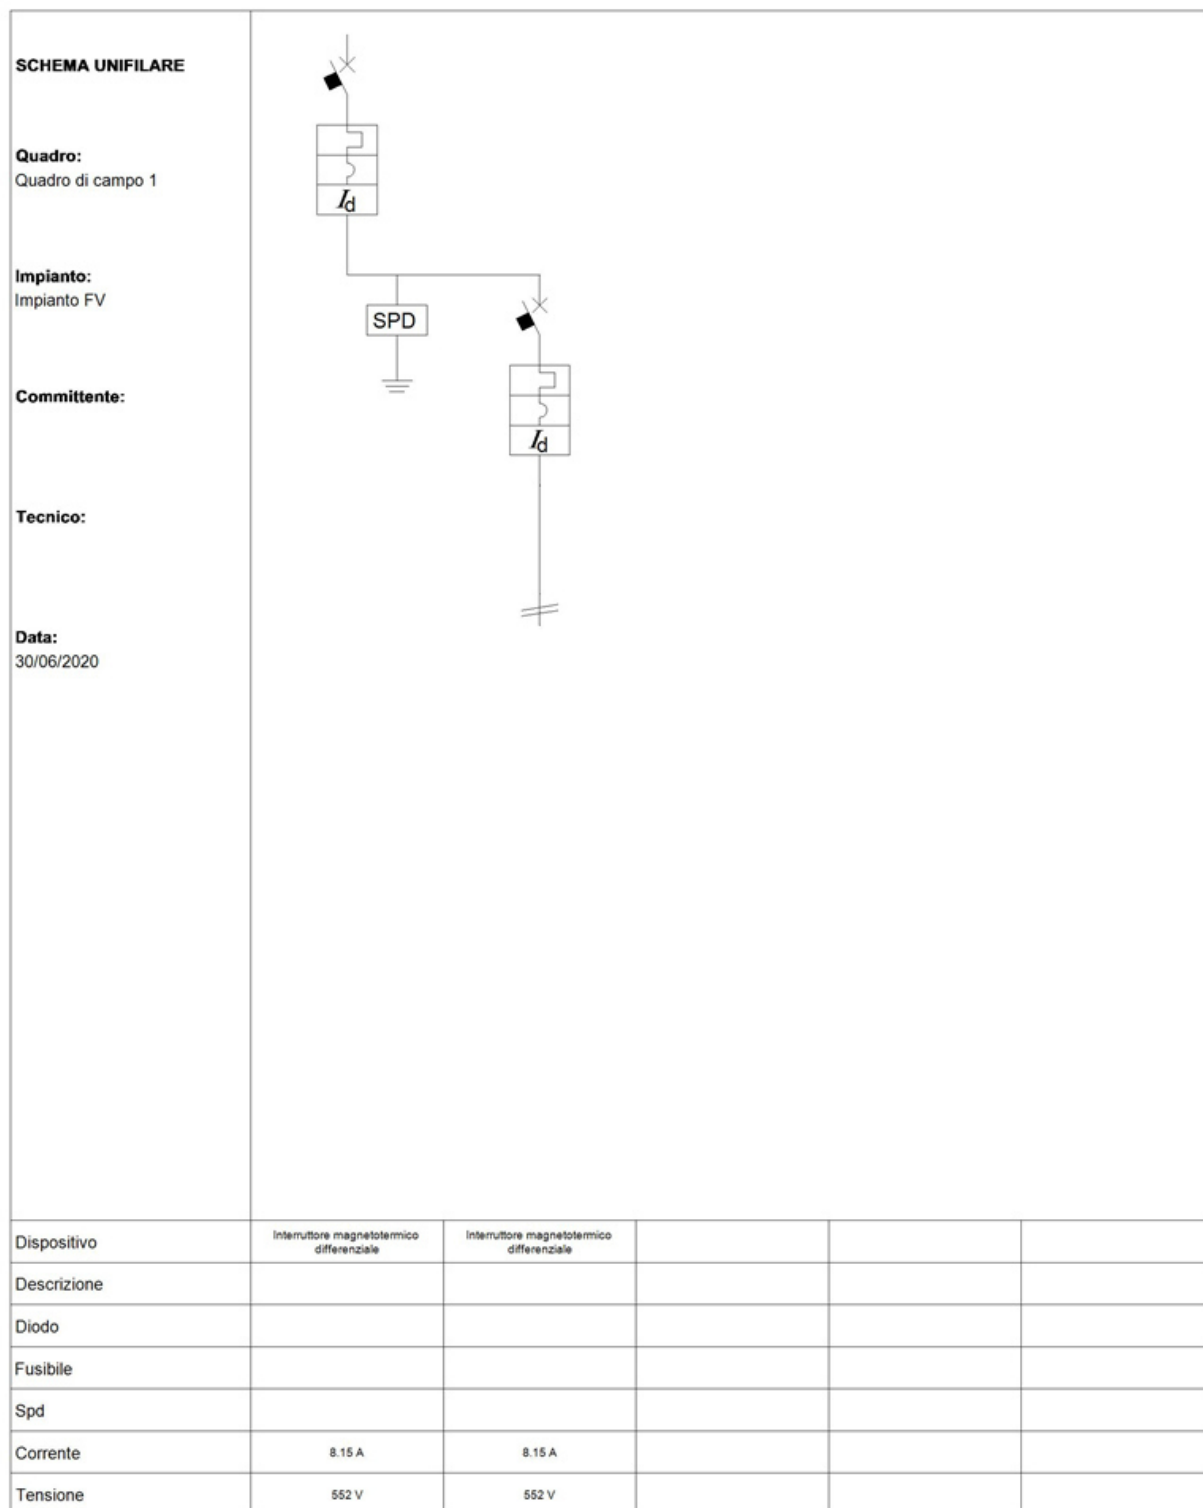 SCHEMA UNIFILARE
Quadro:
Quadro di campo 1
Impianto:
Impianto FV
Committente:
Tecnico:
Data:
30/06/2020
Id
SPD
Id
Dispositivo
Interruttore magnetotermico
differenziale
Interruttore magnetotermico
differenziale
Descrizione
Diodo
Fusibile
Spd
Corrente 8.15 A 8.15 A
Tensione 552 V 552 V